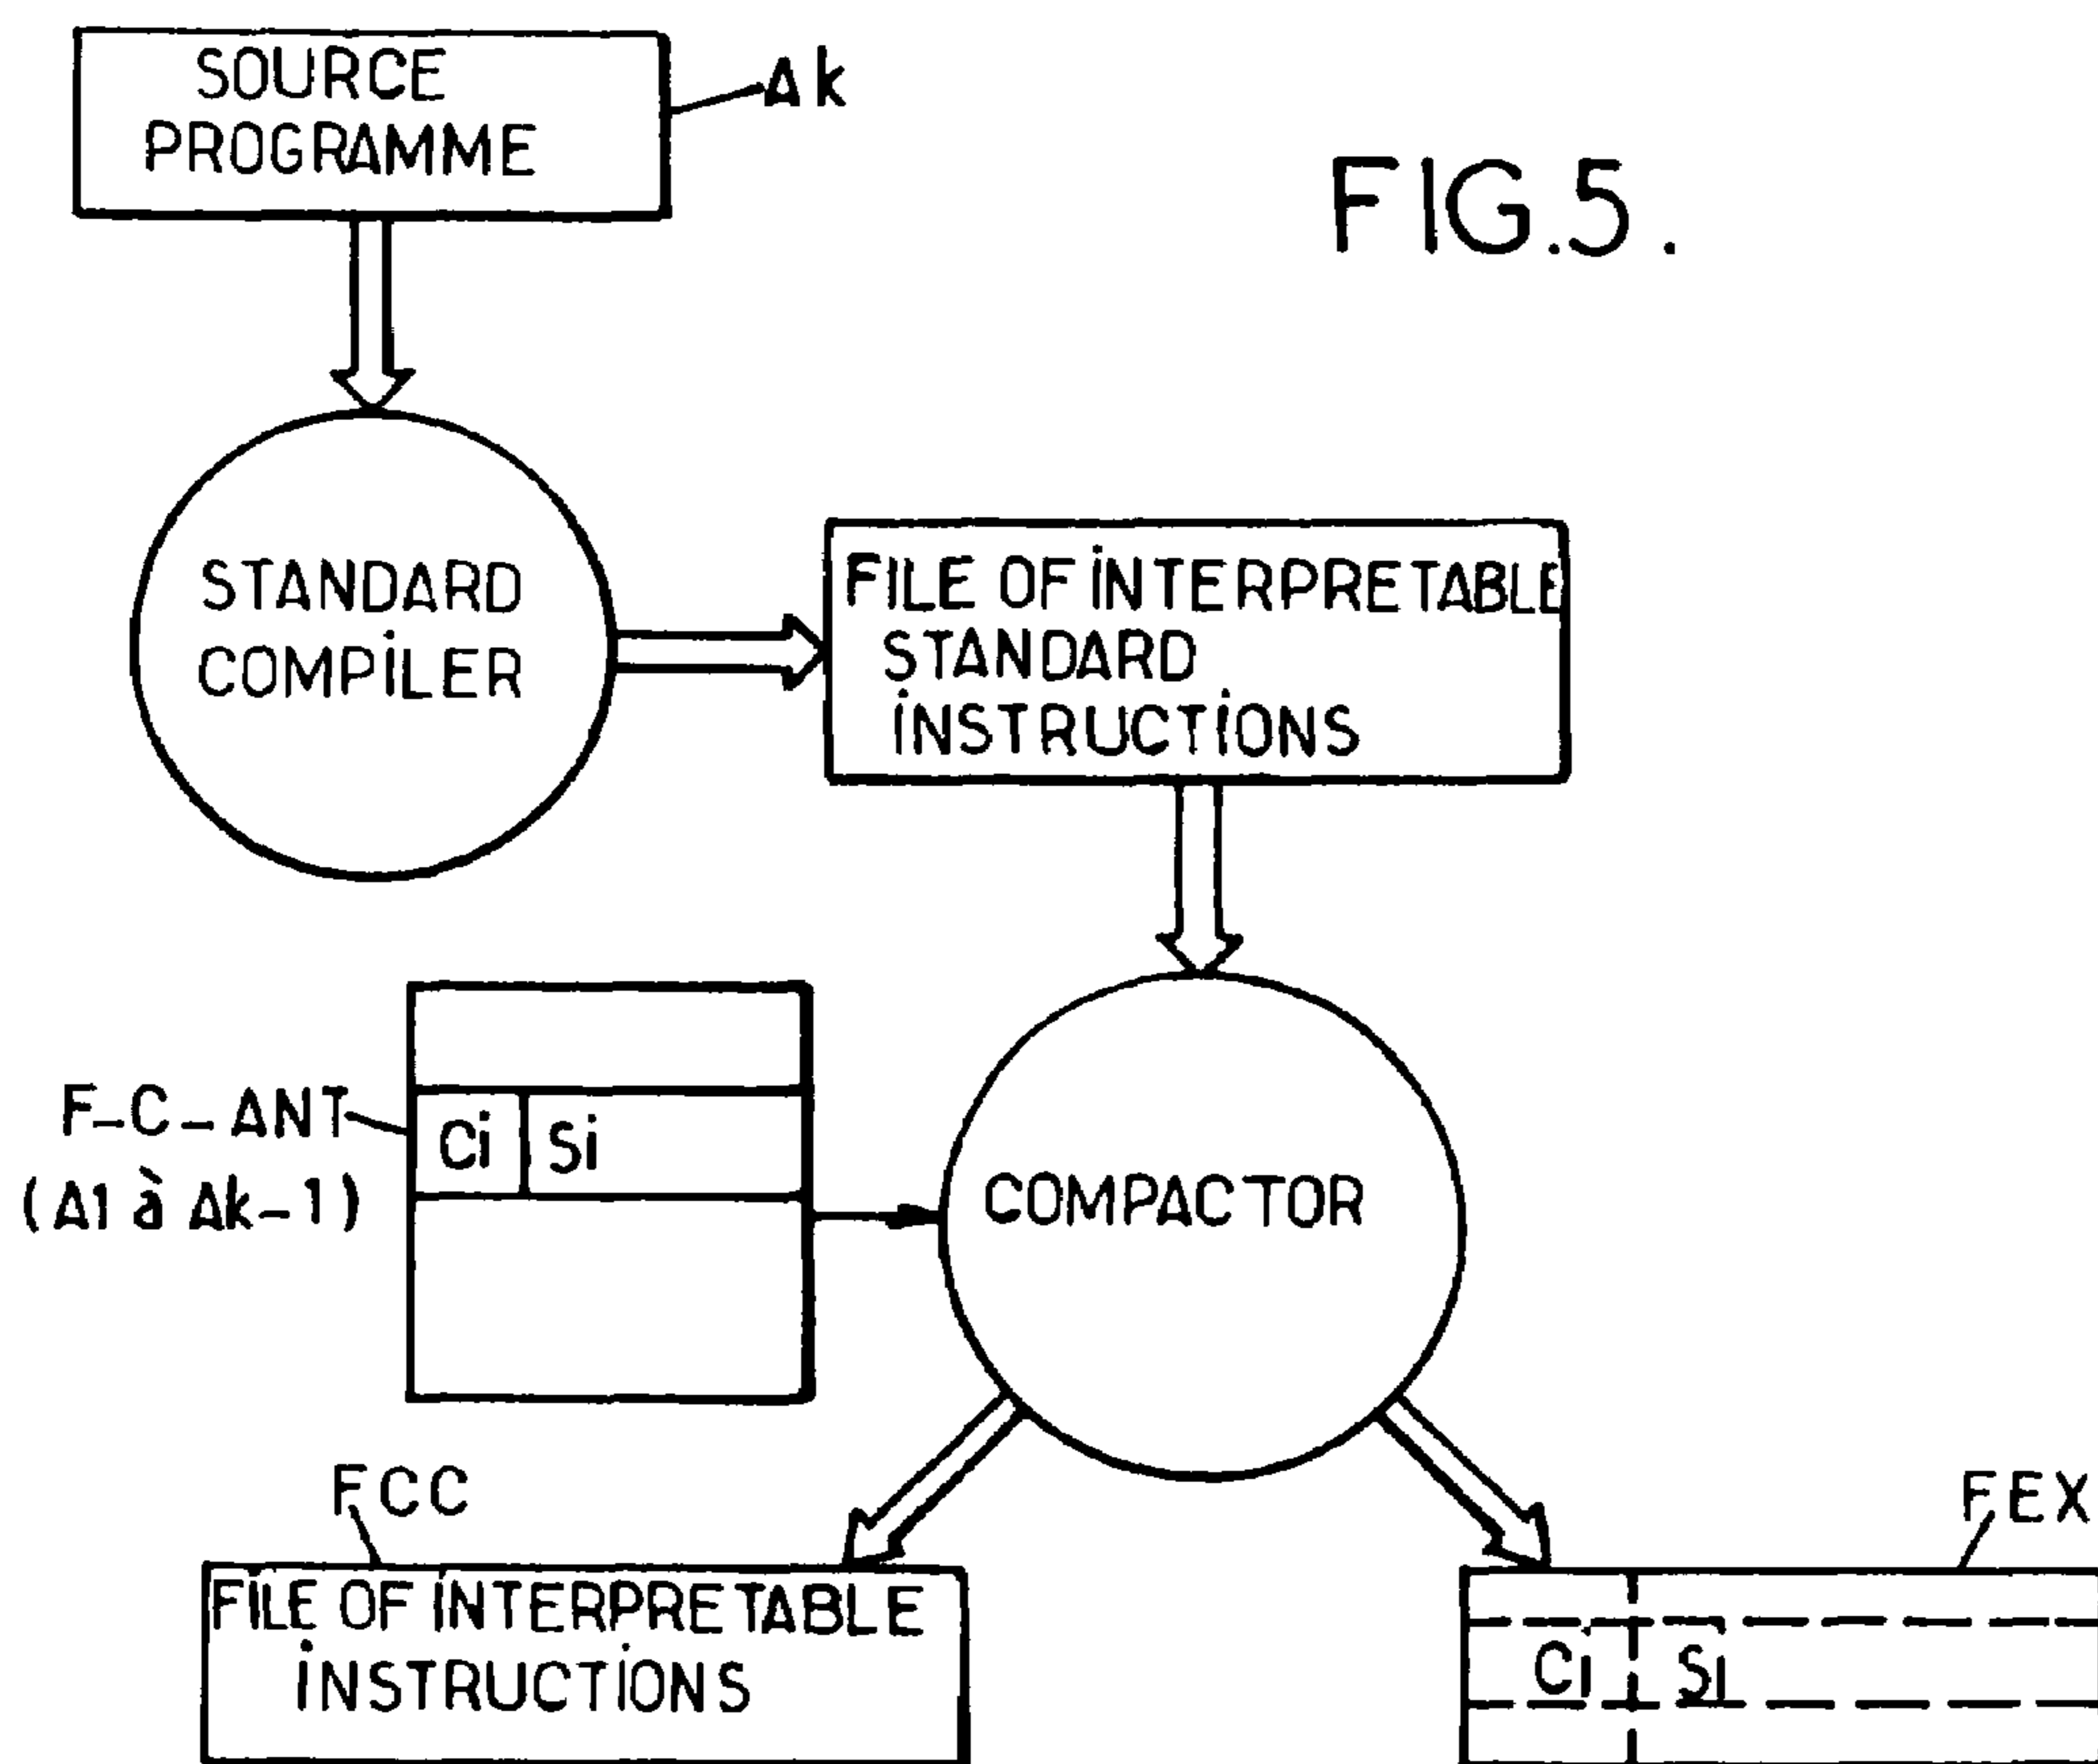 SOURCE
PROGRAMME
Ak
FIG.5.
STANDARD
COMPILER
FILE OF INTERPRETABLE
STANDARD
INSTRUCTIONS
F-C-ANT
(A1 à Ak-1)
Ci Si
COMPACTOR
FCC
FILE OF INTERPRETABLE
INSTRUCTIONS
FEX
Ci Si